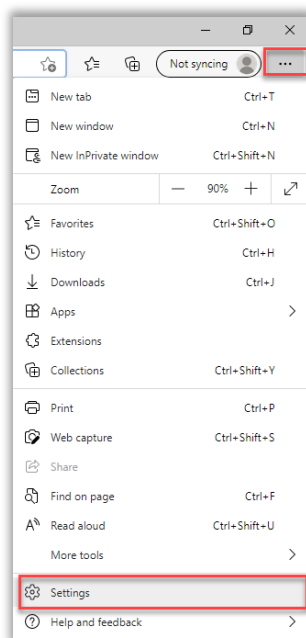 Not syncing
New tab Ctrl+T
New window Ctrl+N
New InPrivate window Ctrl+Shift+N
Zoom 90%
Favorites Ctrl+Shift+O
History Ctrl+H
Downloads Ctrl+J
Apps
Extensions
Collections Ctrl+Shift+Y
Print Ctrl+P
Web capture Ctrl+Shift+S
Share
Find on page Ctrl+F
Read aloud Ctrl+Shift+U
More tools
Settings
Help and feedback